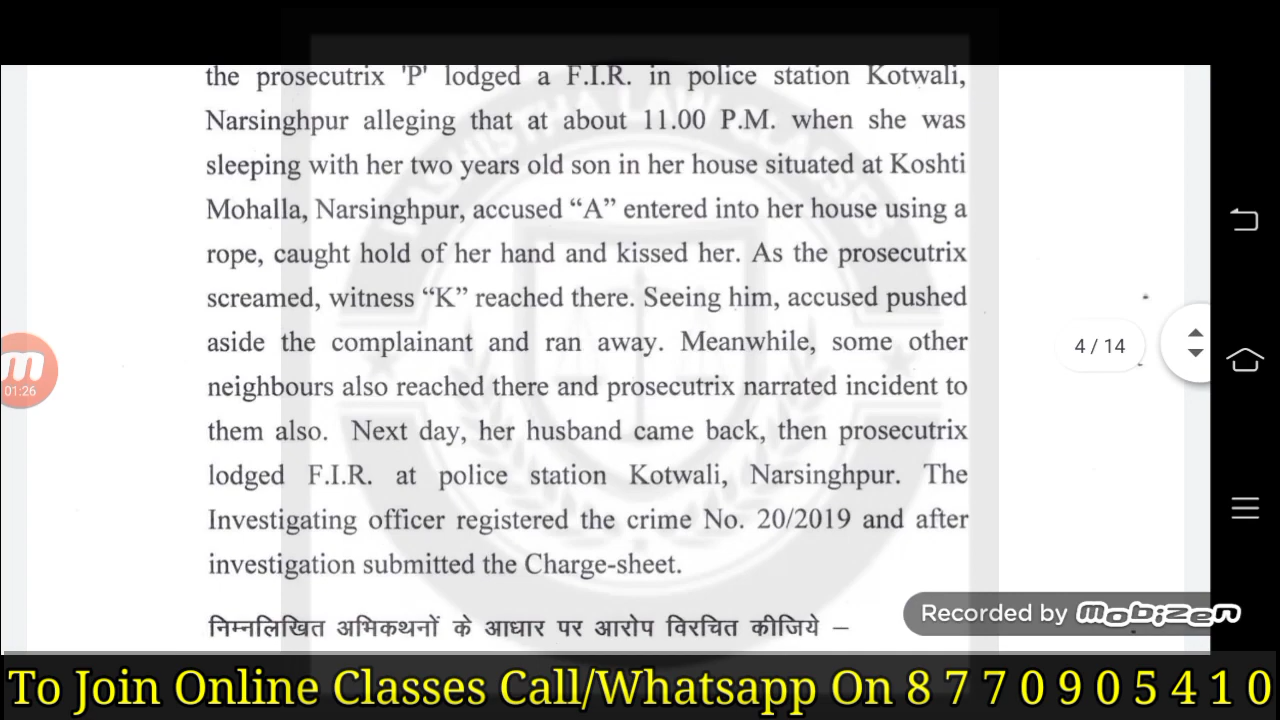 the prosecutrix 'P' lodged a F.I.R. in police station Kotwali,
Narsinghpur alleging that at about 11.00 P.M. when she was
sleeping with her two years old son in her house situated at Koshti
Mohalla, Narsinghpur, accused “A” entered into her house using a
rope, caught hold of her hand and kissed her. As the prosecutrix
screamed, witness “K” reached there. Seeing him, accused pushed
aside the complainant and ran away. Meanwhile, some other
neighbours also reached there and prosecutrix narrated incident to
them also. Next day, her husband came back, then prosecutrix
lodged F.I.R. at police station Kotwali, Narsinghpur. The
Investigating officer registered the crime No. 20/2019 and after
investigation submitted the Charge-sheet.
निम्नलिखित अभिकथनों के आधार पर आरोप विरचित कीजिये –
4 / 14
01:26
Recorded by mobizen
To Join Online Classes Call/Whatsapp On 8 7 7 0 9 0 5 4 1 0
LAW CLASSES